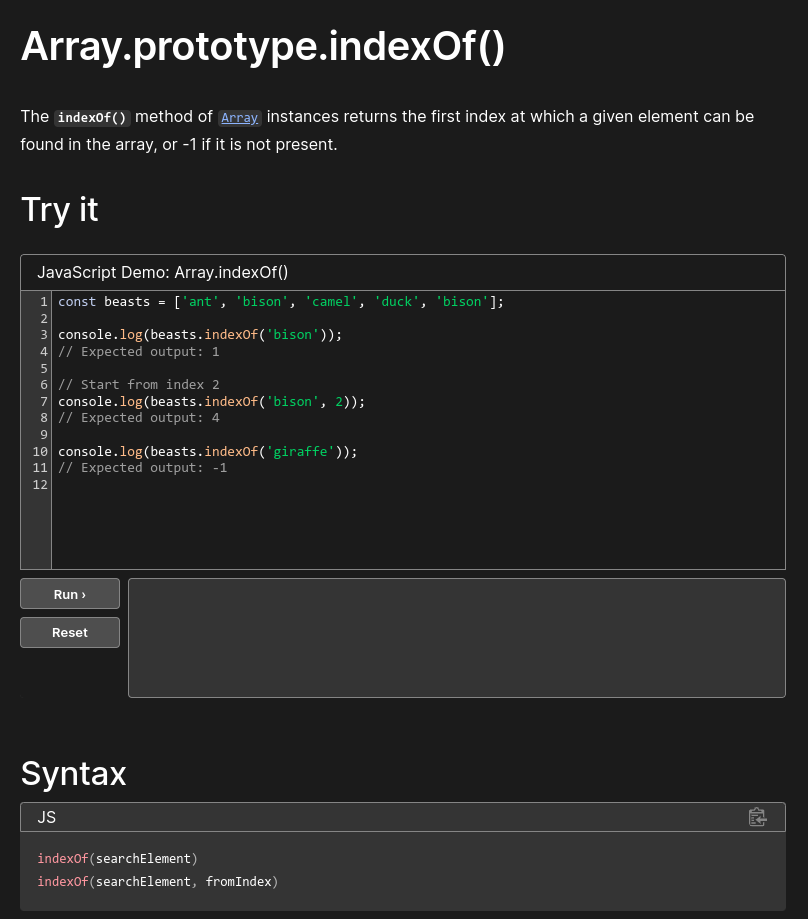 Array.prototype.indexOf()
The indexOf() method of Array instances returns the first index at which a given element can be
found in the array, or -1 if it is not present.
Try it
JavaScript Demo: Array.indexOf()
1 const beasts = ['ant', 'bison', 'camel', 'duck', 'bison'];
2
3 console.log(beasts.indexOf('bison'));
4 // Expected output: 1
5
6 // Start from index 2
7 console.log(beasts.indexOf('bison', 2));
8 // Expected output: 4
9
10 console.log(beasts.indexOf('giraffe'));
11 // Expected output: -1
12
Run ›
Reset
Syntax
JS
indexOf(searchElement)
indexOf(searchElement, fromIndex)